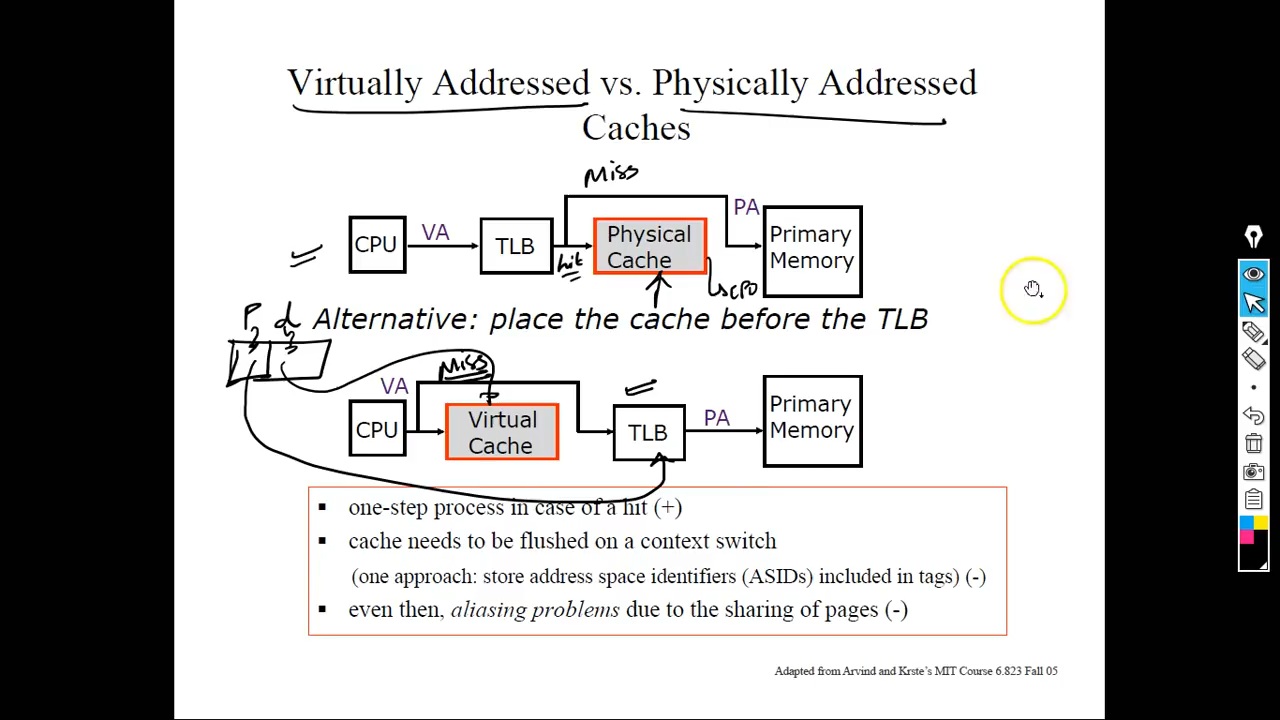 Virtually Addressed vs. Physically Addressed
Caches
Miss
CPU
VA
TLB
hit
Physical
Cache
CPU
PA
Primary
Memory
P d
Alternative: place the cache before the TLB
VA
Miss
CPU
Virtual
Cache
TLB
PA
Primary
Memory
▪ one-step process in case of a hit (+)
▪ cache needs to be flushed on a context switch
(one approach: store address space identifiers (ASIDs) included in tags) (-)
▪ even then, aliasing problems due to the sharing of pages (-)
Adapted from Arvind and Krste's MIT Course 6.823 Fall 05